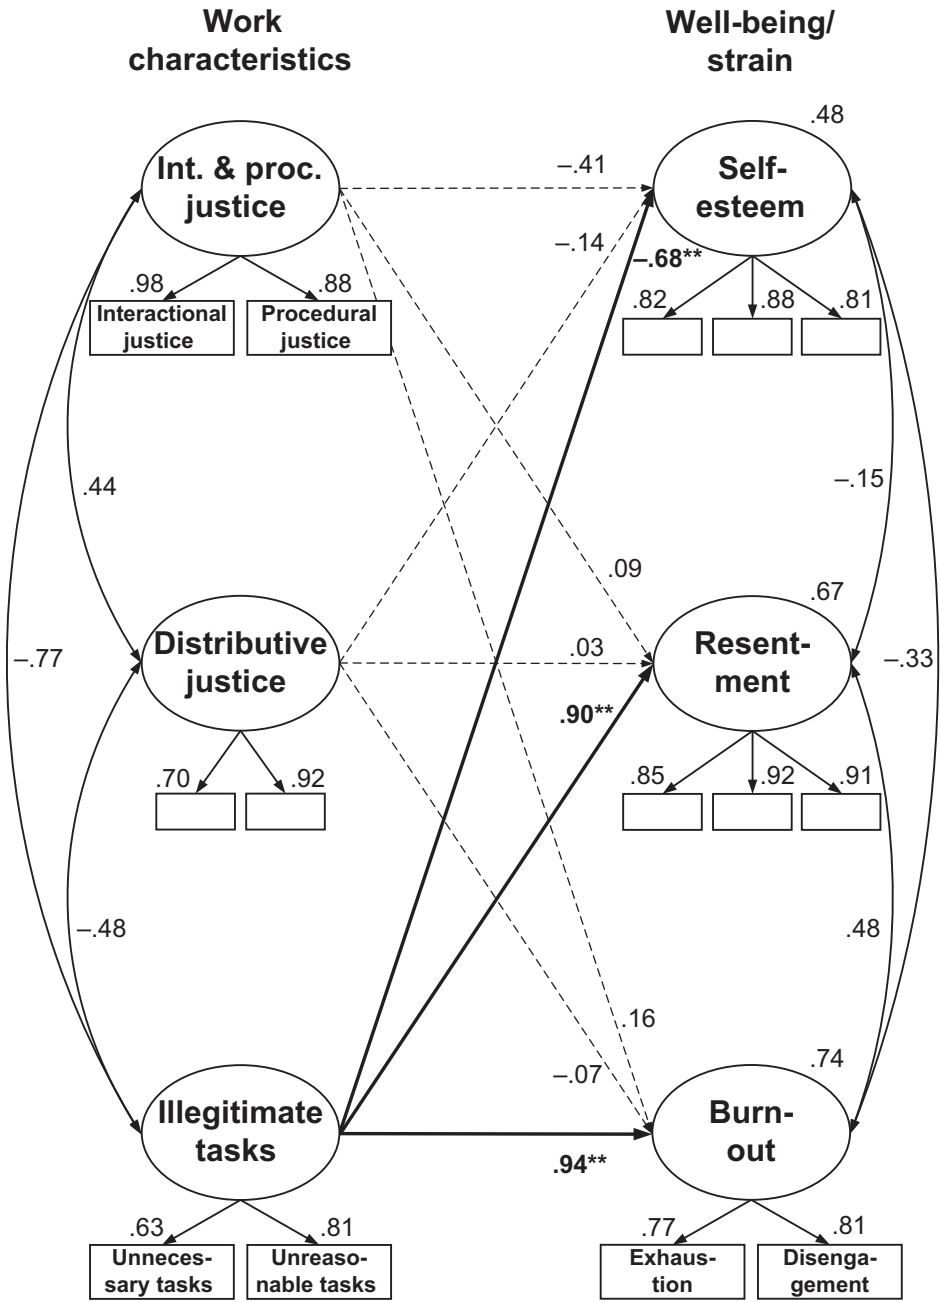 Work
characteristics
Well-being/
strain
.48
Int. & proc.
justice
–.41
Self-
esteem
–.14
–.68**
.98
.88
.82
.88
.81
Interactional
justice
Procedural
justice
.44
–.15
.09
.67
–.77
Distributive
justice
.03
Resent-
ment
–.33
.90**
.70
.92
.85
.92
.91
–.48
.48
.16
–.07
.74
Illegitimate
tasks
Burn-
out
.94**
.63
.81
.77
.81
Unneces-
sary tasks
Unreaso-
nable tasks
Exhaus-
tion
Disenga-
gement